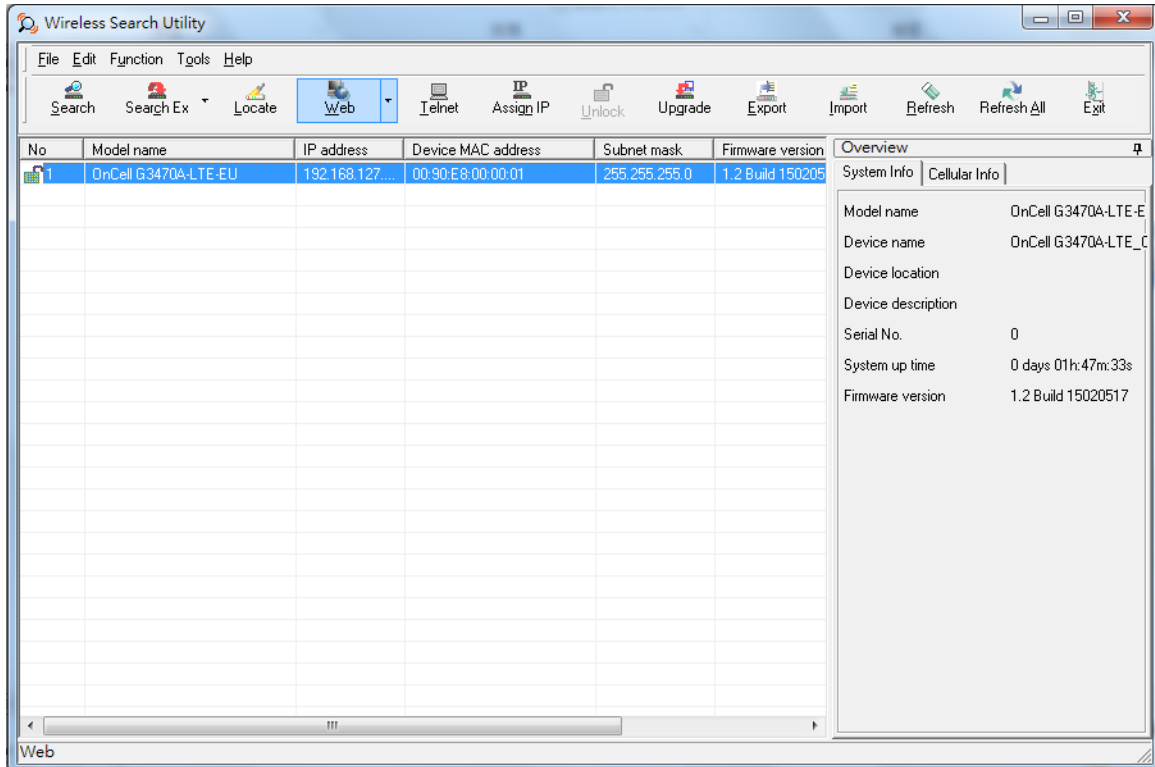 Wireless Search Utility
File Edit Function Tools Help
Search Search Ex Locate Web Telnet Assign IP Unlock Upgrade Export Import Refresh Refresh All Exit
No Model name IP address Device MAC address Subnet mask Firmware version
1 OnCell G3470A-LTE-EU 192.168.127.... 00:90:E8:00:00:01 255.255.255.0 1.2 Build 150205
Overview
System Info Cellular Info
Model name OnCell G3470A-LTE-E
Device name OnCell G3470A-LTE_
Device location
Device description
Serial No. 0
System up time 0 days 01h:47m:33s
Firmware version 1.2 Build 15020517
Web